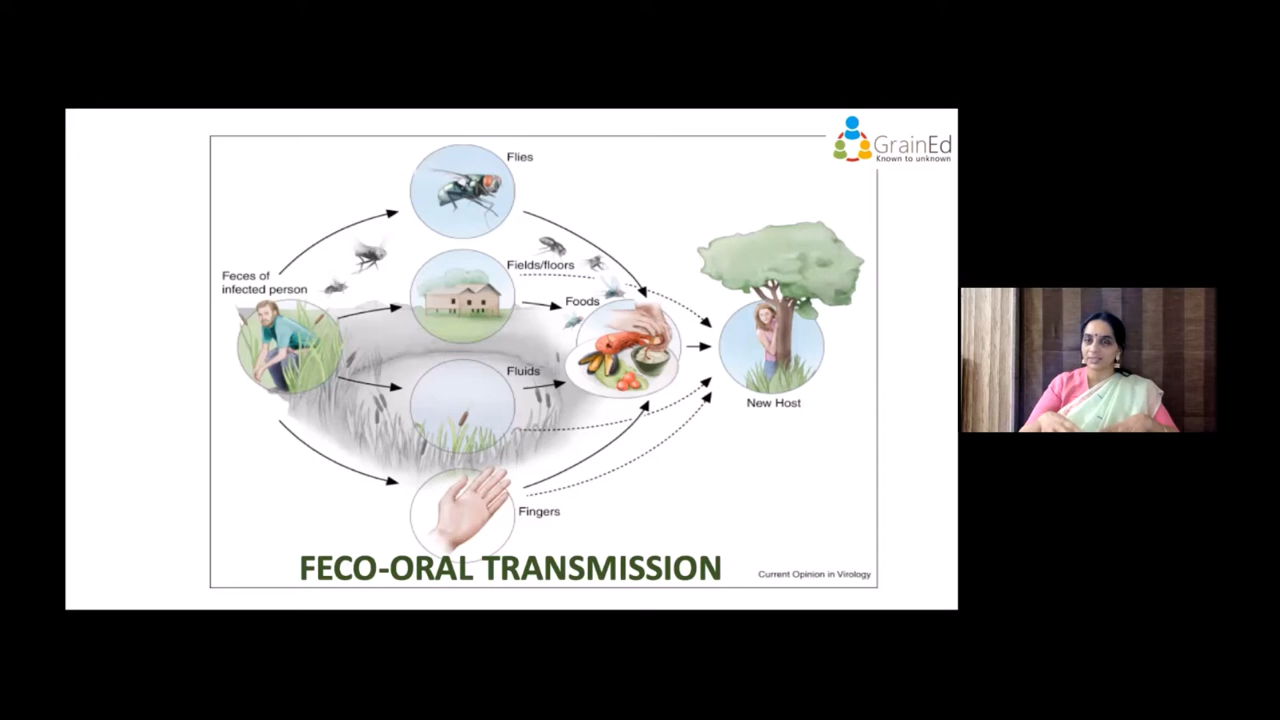 GrainEd
Known to unknown
Flies
Fields/floors
Feces of
infected person
Foods
Fluids
New Host
Fingers
FECO-ORAL TRANSMISSION
Current Opinion in Virology